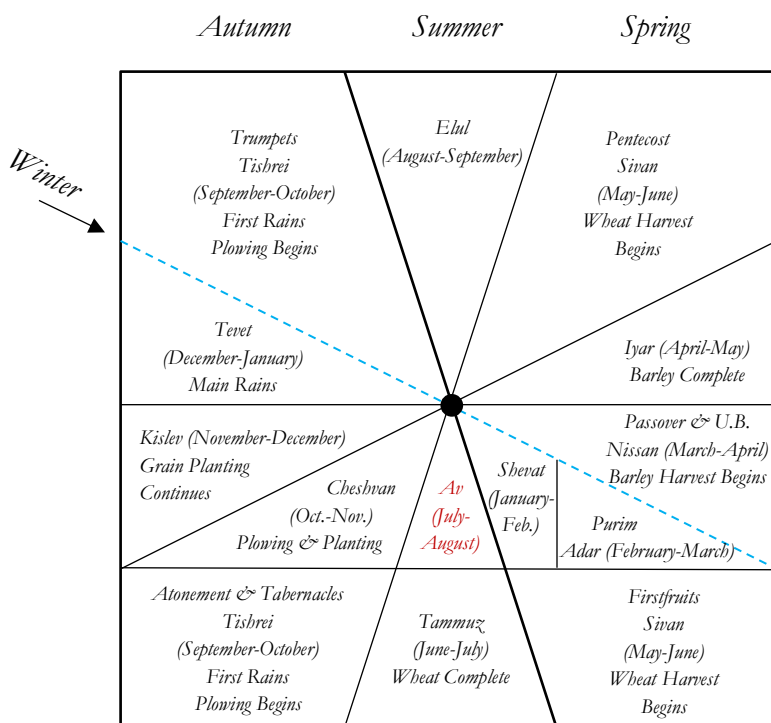 Autumn
Summer
Spring
Winter
Trumpets
Tishrei
(September-October)
First Rains
Plowing Begins
Elul
(August-September)
Pentecost
Sivan
(May-June)
Wheat Harvest
Begins
Tevet
(December-January)
Main Rains
Iyar (April-May)
Barley Complete
Kislev (November-December)
Grain Planting
Continues
Cheshvan
(Oct.-Nov.)
Plowing & Planting
Av
(July-
August)
Shevat
(January-
Feb.)
Passover & U.B.
Nissan (March-April)
Barley Harvest Begins
Purim
Adar (February-March)
Atonement & Tabernacles
Tishrei
(September-October)
First Rains
Plowing Begins
Tammuz
(June-July)
Wheat Complete
Firstfruits
Sivan
(May-June)
Wheat Harvest
Begins